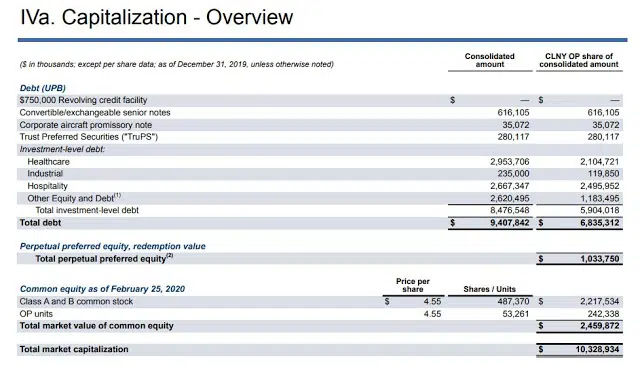 IVa. Capitalization - Overview
($ in thousands; except per share data; as of December 31, 2019, unless otherwise noted) Consolidated amount CLNY OP share of consolidated amount
Debt (UPB)
$750,000 Revolving credit facility $ — $ —
Convertible/exchangeable senior notes 616,105 616,105
Corporate aircraft promissory note 35,072 35,072
Trust Preferred Securities ("TruPS") 280,117 280,117
Investment-level debt:
Healthcare 2,953,706 2,104,721
Industrial 235,000 119,850
Hospitality 2,667,347 2,495,952
Other Equity and Debt(1) 2,620,495 1,183,495
Total investment-level debt 8,476,548 5,904,018
Total debt $ 9,407,842 $ 6,835,312
Perpetual preferred equity, redemption value
Total perpetual preferred equity(2) $ 1,033,750
Common equity as of February 25, 2020 Price per share Shares / Units
Class A and B common stock $ 4.55 487,370 $ 2,217,534
OP units 4.55 53,261 242,338
Total market value of common equity $ 2,459,872
Total market capitalization $ 10,328,934